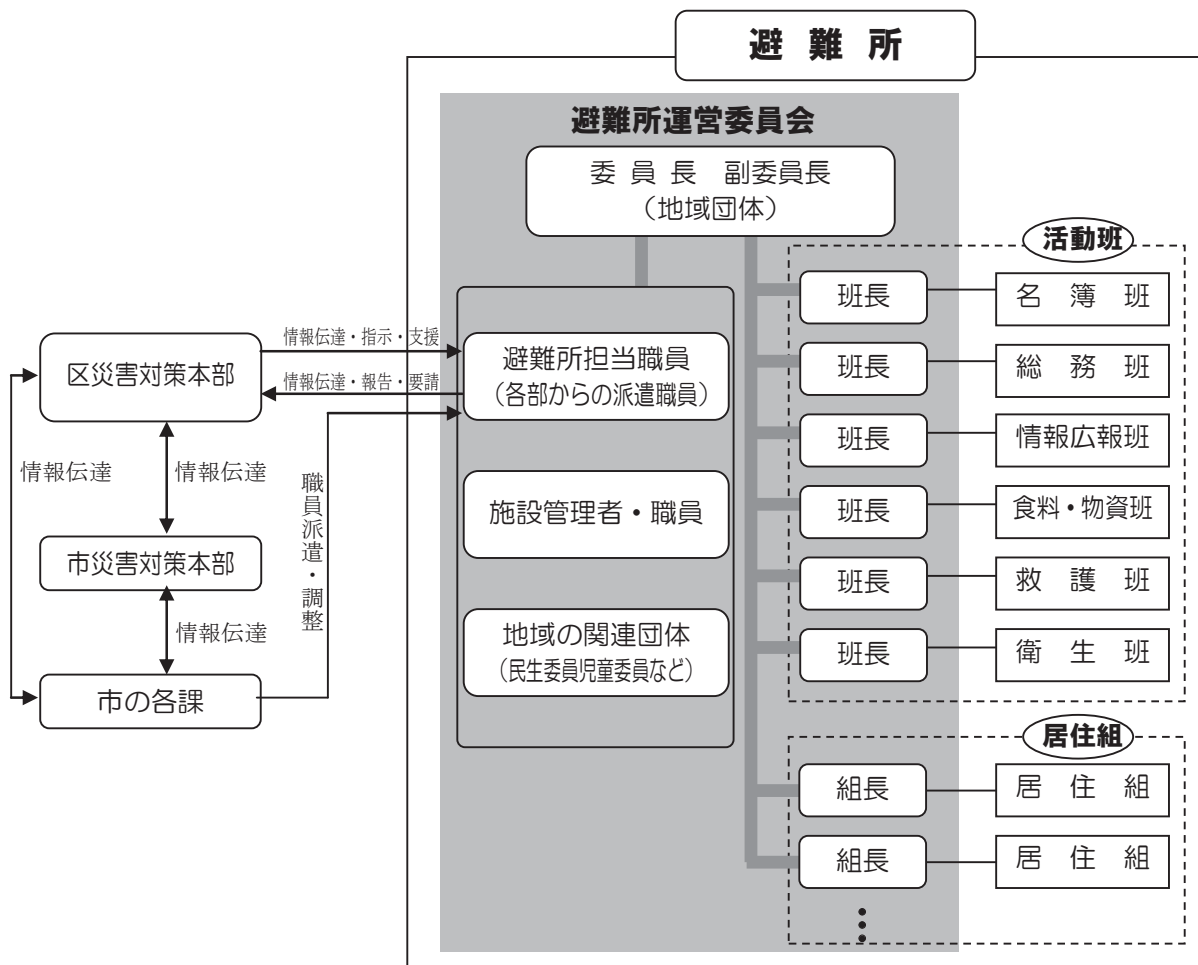 避難所
避難所運営委員会
委員長 副委員長
（地域団体）
活動班
班長
名簿班
情報伝達・指示・支援
区災害対策本部
避難所担当職員
（各部からの派遣職員）
情報伝達・報告・要請
班長
総務班
班長
情報広報班
情報伝達
情報伝達
職員派遣・調整
施設管理者・職員
班長
食料・物資班
市災害対策本部
班長
救護班
情報伝達
地域の関連団体
（民生委員児童委員など）
班長
衛生班
市の各課
居住組
組長
居住組
組長
居住組